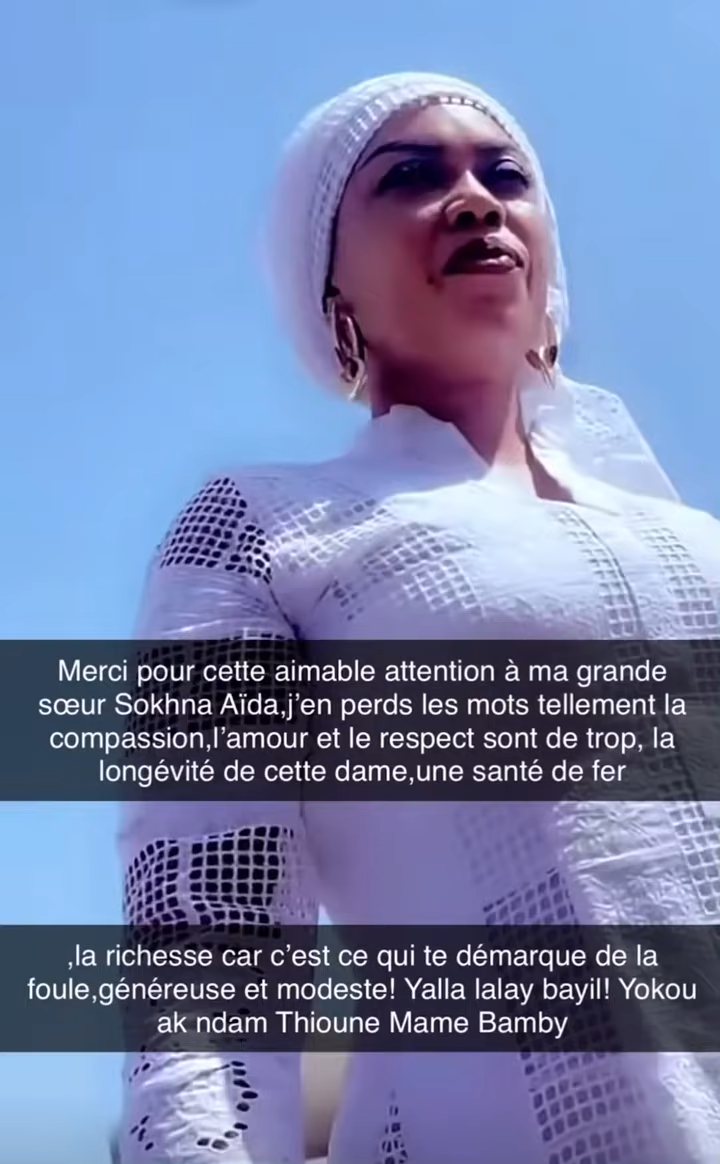 Merci pour cette aimable attention à ma grande
sœur Sokhna Aïda,j'en perds les mots tellement la
compassion,l'amour et le respect sont de trop, la
longévité de cette dame,une santé de fer
,la richesse car c'est ce qui te démarque de la
foule,généreuse et modeste! Yalla lalay bayil! Yokou
ak ndam Thioune Mame Bamby